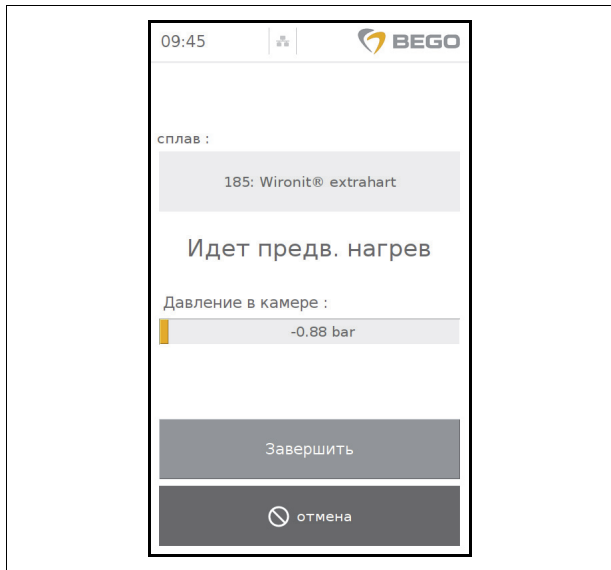 09:45 BEGO
сплав :
185: Wironit® extrahart
Идет предв. нагрев
Давление в камере :
-0.88 bar
Завершить
отмена